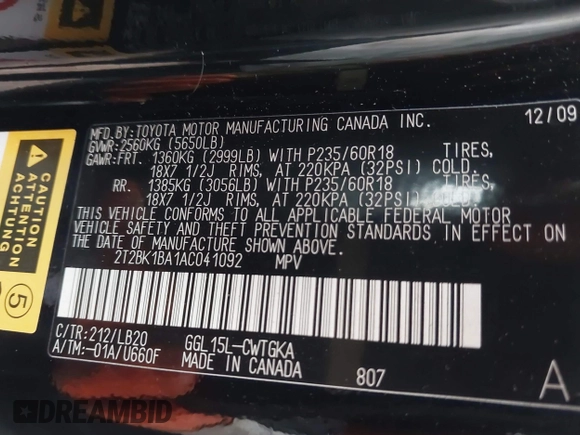 MFD.BY:TOYOTA MOTOR MANUFACTURING CANADA INC. 12/09
GVWR:2560KG (5650LB)
GAWR:FRT. 1360KG (2999LB) WITH P235/60R18 TIRES,
18X7 1/2J RIMS, AT 220KPA (32PSI) COLD.
RR. 1385KG (3056LB) WITH P235/60R18 TIRES,
18X7 1/2J RIMS, AT 220KPA (32PSI) COLD.
THIS VEHICLE CONFORMS TO ALL APPLICABLE FEDERAL MOTOR
VEHICLE SAFETY AND THEFT PREVENTION STANDARDS IN EFFECT ON
THE DATE OF MANUFACTURE SHOWN ABOVE.
2T2BK1BA1AC041092 MPV
C/TR:212/LB20 GGL15L-CWTGKA
A/TM:-01A/U660F MADE IN CANADA 807 A
CAUTION
ATTENTION
ACHTUNG
5
DREAMBID